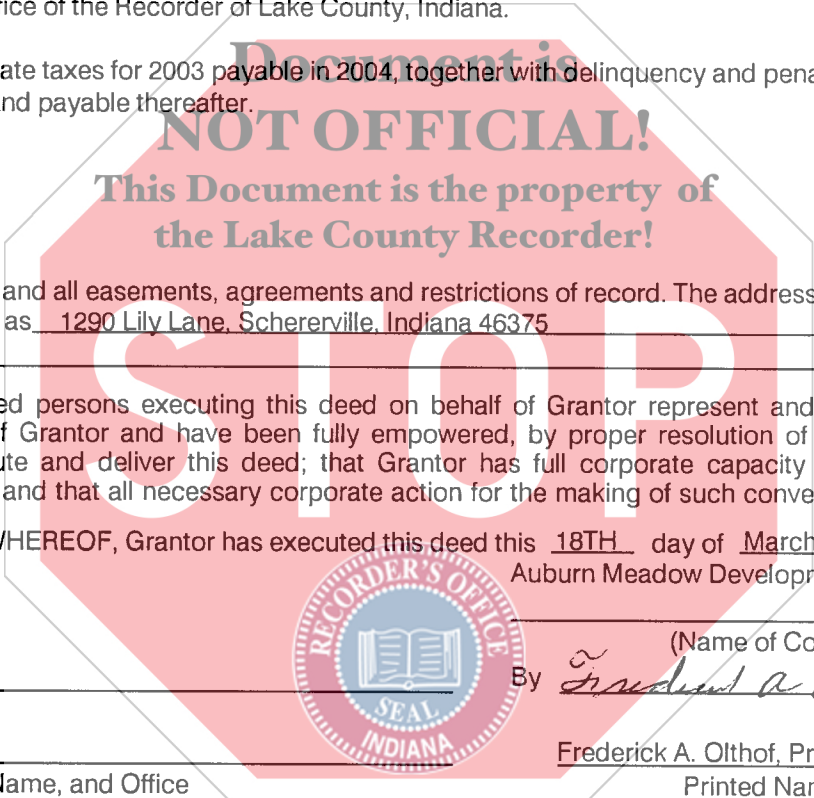 ice of the Recorder of Lake County, Indiana.
Document is
ate taxes for 2003 payable in 2004, together with delinquency and pena
nd payable thereafter.
NOT OFFICIAL!
This Document is the property of
the Lake County Recorder!
and all easements, agreements and restrictions of record. The address
as 1290 Lily Lane, Schererville, Indiana 46375
STOP
ed persons executing this deed on behalf of Grantor represent and
f Grantor and have been fully empowered, by proper resolution of
ute and deliver this deed; that Grantor has full corporate capacity
and that all necessary corporate action for the making of such conve
WHEREOF, Grantor has executed this deed this 18TH day of March
Auburn Meadow Developm
RECORDER'S OFFICE
SEAL
INDIANA
(Name of Co
By Frederick A.
Frederick A. Olthof, Pr
Name, and Office
Printed Nam